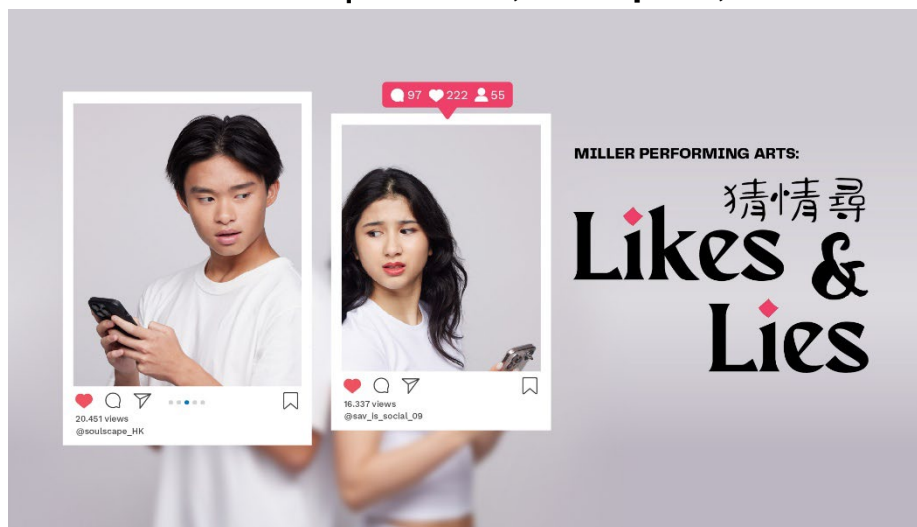 97 222 55
20.451 views
@soulscape_HK
16.337 views
@sav_is_social_09
MILLER PERFORMING ARTS:
猜情尋
Likes &
Lies